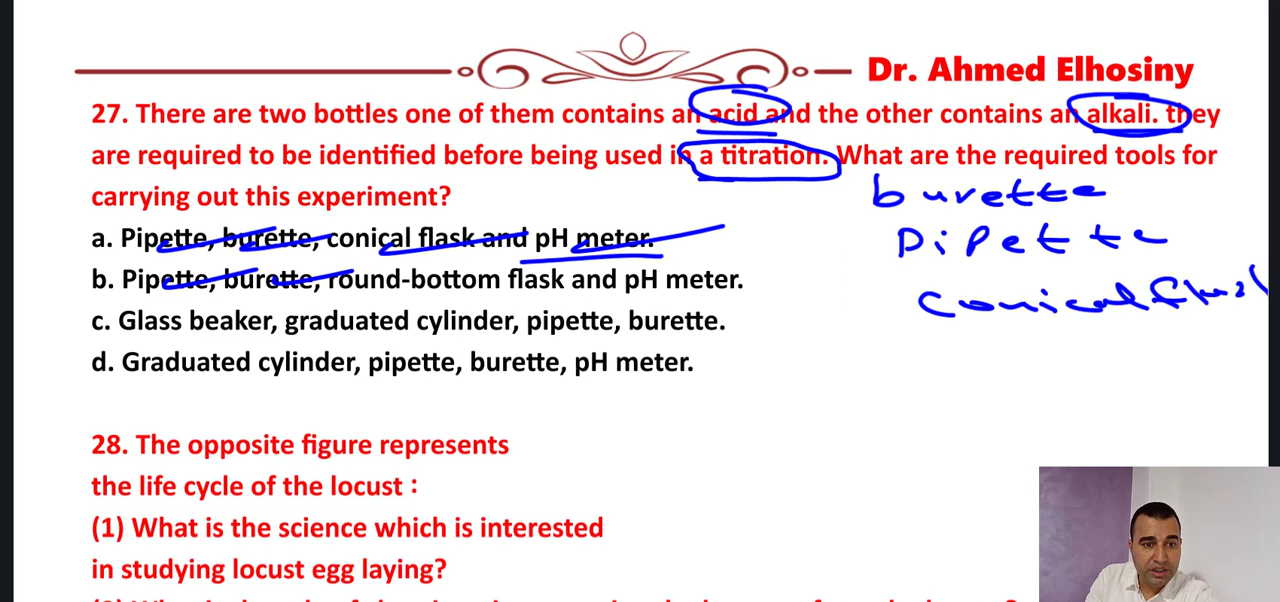 Dr. Ahmed Elhosiny
27. There are two bottles one of them contains an acid and the other contains an alkali. they
are required to be identified before being used in a titration. What are the required tools for
carrying out this experiment?
burette
a. Pipette, burette, conical flask and pH meter.
Pipette
b. Pipette, burette, round-bottom flask and pH meter.
conical
c. Glass beaker, graduated cylinder, pipette, burette.
d. Graduated cylinder, pipette, burette, pH meter.
28. The opposite figure represents
the life cycle of the locust :
(1) What is the science which is interested
in studying locust egg laying?